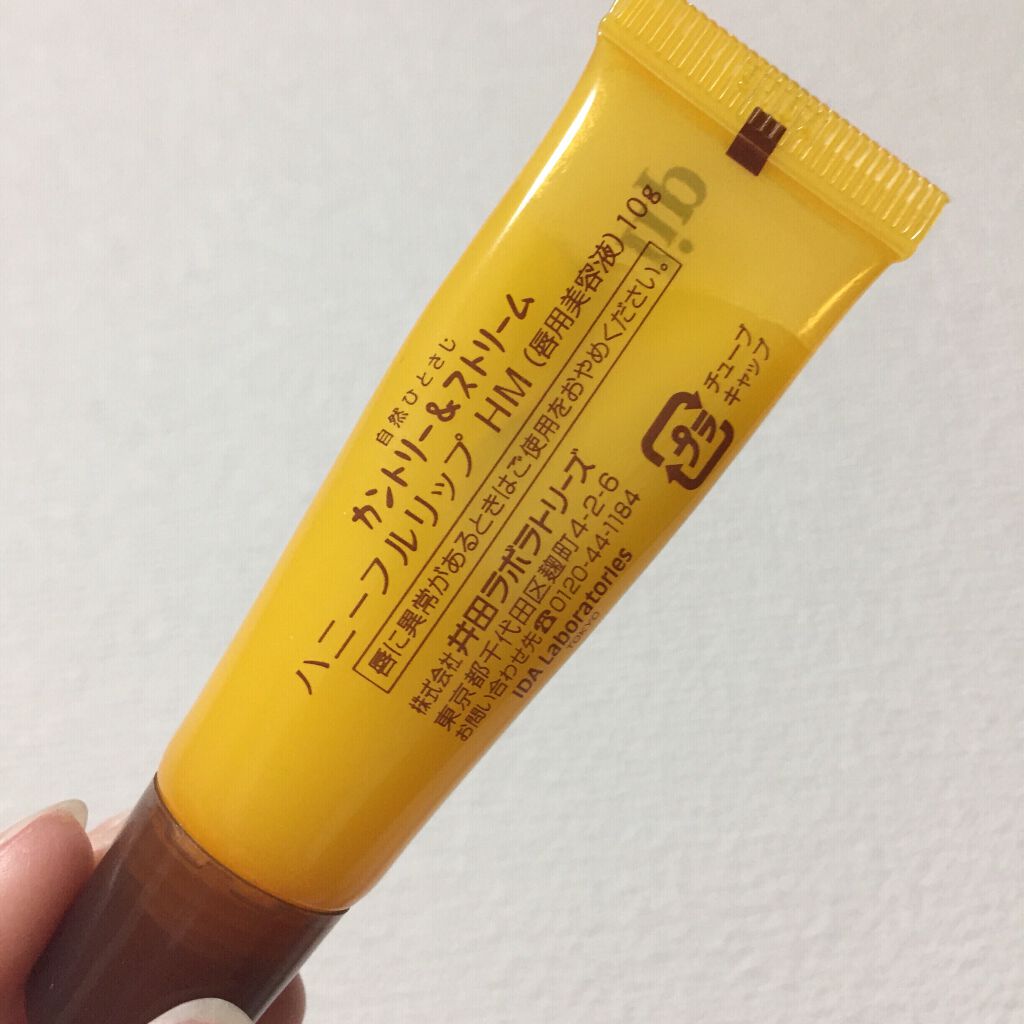 自然ひとさじ
カントリー&ストリーム
ハニーフルリップ HM (唇用美容液) 10g
唇に異常があるときはご使用をおやめください。
株式会社 井田ラボラトリーズ
東京都千代田区麹町4-2-6
お問い合わせ先☎0120-44-1184
IDA Laboratories
TOKYO
プラ
チューブ
キャップ